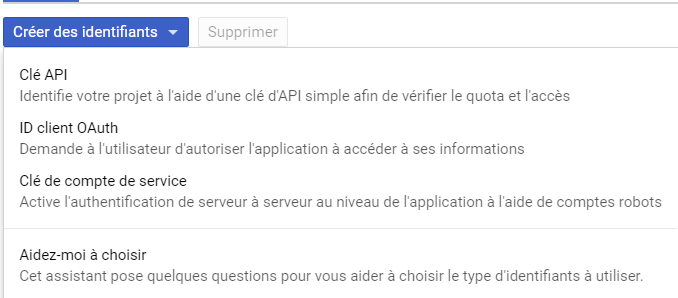 Créer des identifiants
Supprimer
Clé API
Identifie votre projet à l'aide d'une clé d'API simple afin de vérifier le quota et l'accès
ID client OAuth
Demande à l'utilisateur d'autoriser l'application à accéder à ses informations
Clé de compte de service
Active l'authentification de serveur à serveur au niveau de l'application à l'aide de comptes robots
Aidez-moi à choisir
Cet assistant pose quelques questions pour vous aider à choisir le type d'identifiants à utiliser.